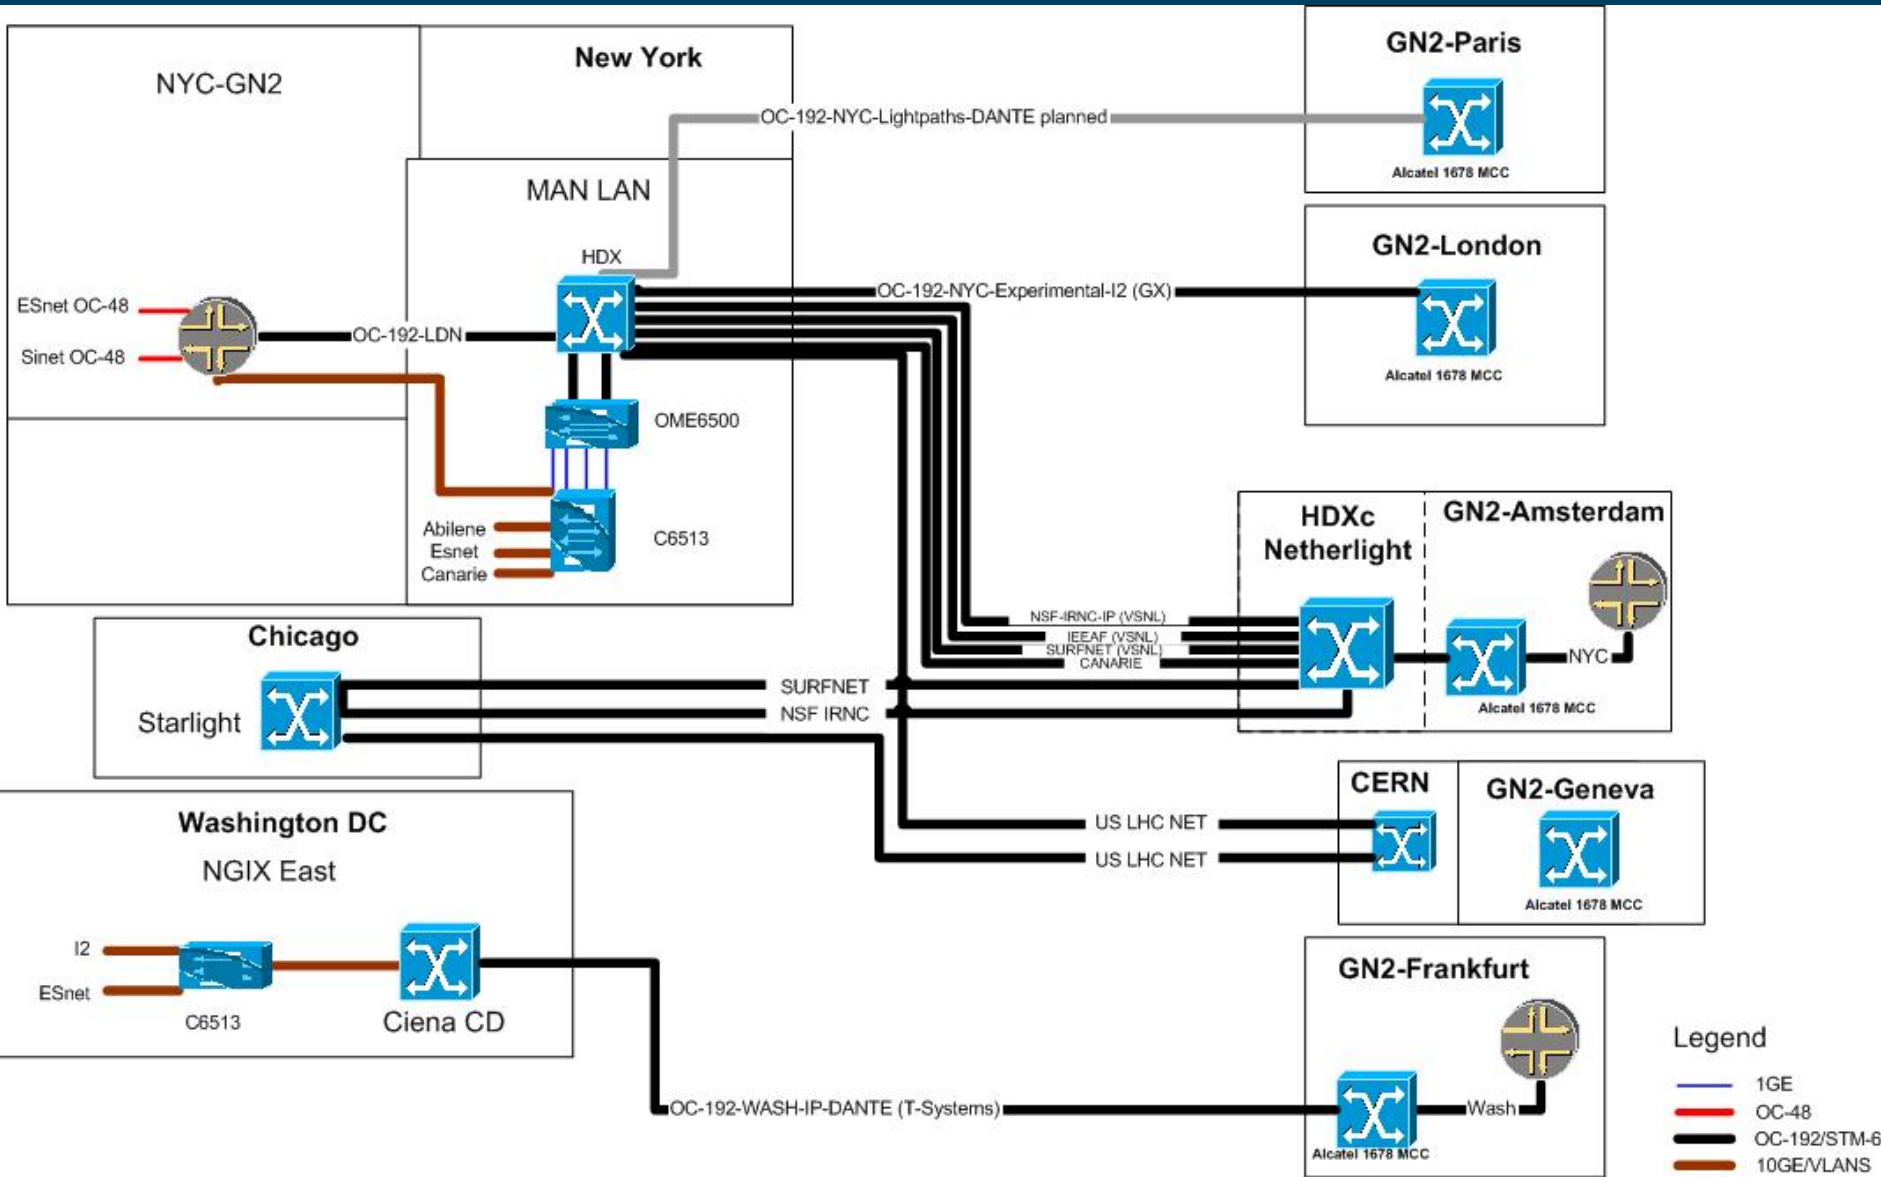 NYC-GN2
New York
MAN LAN
HDX
ESnet OC-48
Sinet OC-48
OC-192-LDN
OME6500
C6513
Abilene
Esnet
Canarie
OC-192-NYC-Lightpaths-DANTE planned
GN2-Paris
Alcatel 1678 MCC
OC-192-NYC-Experimental-I2 (GX)
GN2-London
Alcatel 1678 MCC
HDXc
Netherlight
GN2-Amsterdam
NSF-IRNC-IP (VSNL)
IEEAF (VSNL)
SURFNET (VSNL)
CANARIE
NYC
Alcatel 1678 MCC
Chicago
Starlight
SURFNET
NSF IRNC
CERN
GN2-Geneva
US LHC NET
US LHC NET
Alcatel 1678 MCC
Washington DC
NGIX East
I2
ESnet
C6513
Ciena CD
OC-192-WASH-IP-DANTE (T-Systems)
GN2-Frankfurt
Wash
Alcatel 1678 MCC
Legend
1GE
OC-48
OC-192/STM-6
10GE/VLANS